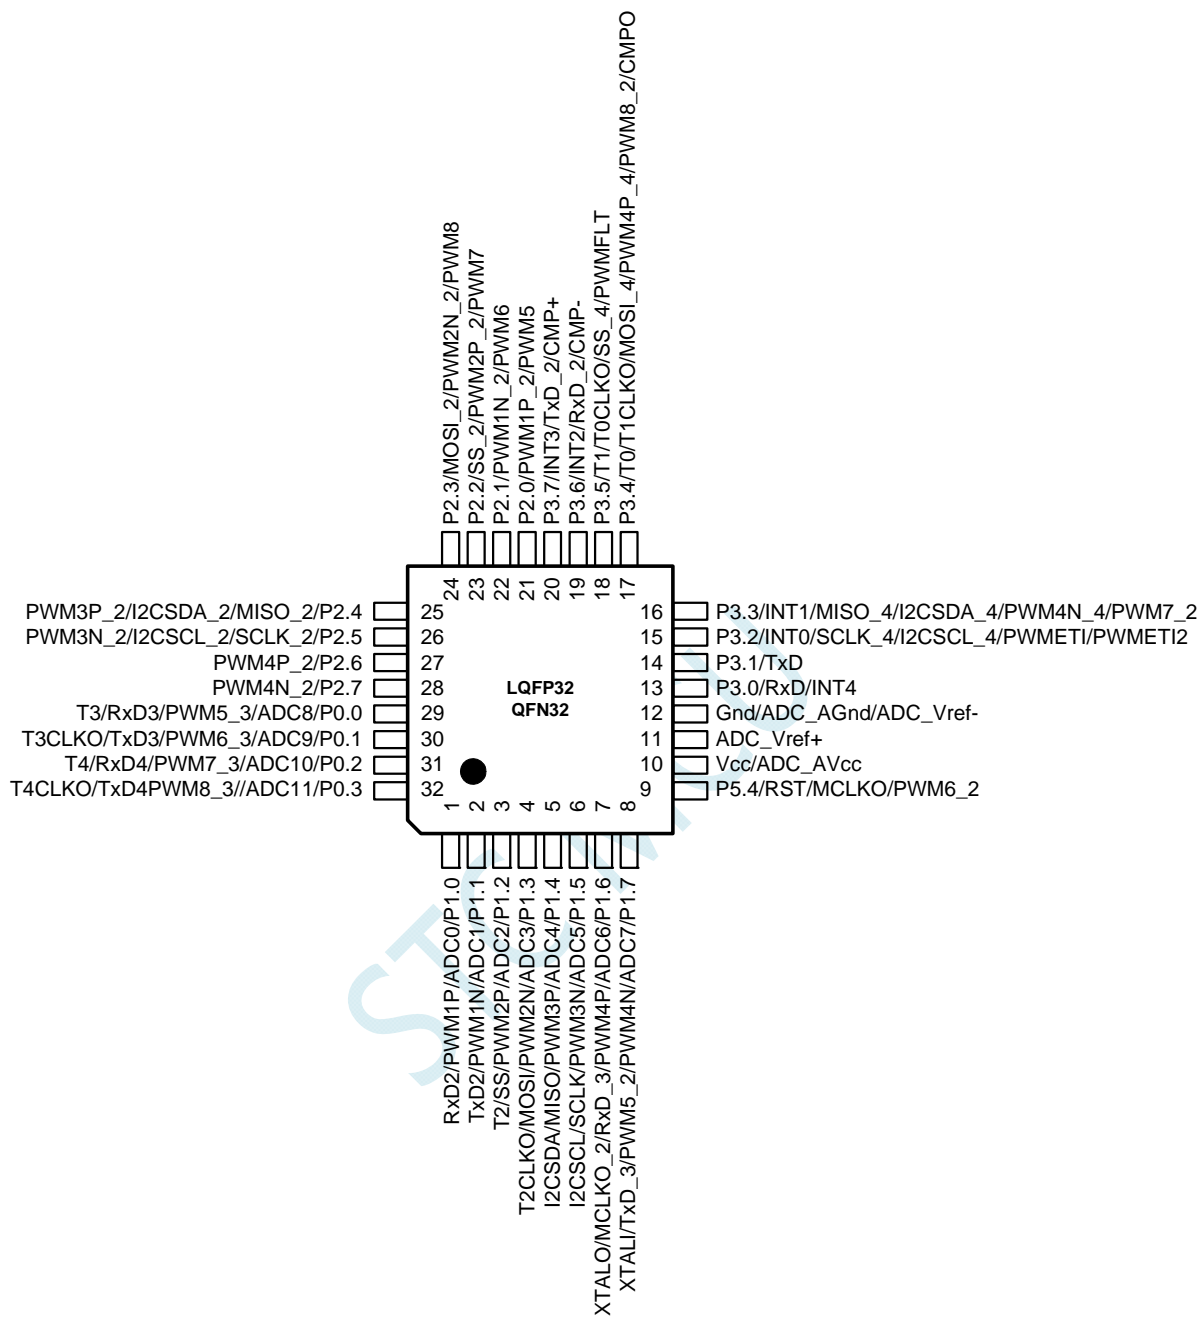 P2.3/MOSI_2/PWM2N_2/PWM8
P2.2/SS_2/PWM2P_2/PWM7
P2.1/PWM1N_2/PWM6
P2.0/PWM1P_2/PWM5
P3.7/INT3/TxD_2/CMP+
P3.6/INT2/RxD_2/CMP-
P3.5/T1/T0CLKO/SS_4/PWMFLT
P3.4/T0/T1CLKO/MOSI_4/PWM4P_4/PWM8_2/CMPO
24 23 22 21 20 19 18 17
PWM3P_2/I2CSDA_2/MISO_2/P2.4 25
PWM3N_2/I2CSCL_2/SCLK_2/P2.5 26
PWM4P_2/P2.6 27
PWM4N_2/P2.7 28
T3/RxD3/PWM5_3/ADC8/P0.0 29
T3CLKO/TxD3/PWM6_3/ADC9/P0.1 30
T4/RxD4/PWM7_3/ADC10/P0.2 31
T4CLKO/TxD4PWM8_3//ADC11/P0.3 32
LQFP32
QFN32
16 P3.3/INT1/MISO_4/I2CSDA_4/PWM4N_4/PWM7_2
15 P3.2/INT0/SCLK_4/I2CSCL_4/PWMETI/PWMETI2
14 P3.1/TxD
13 P3.0/RxD/INT4
12 Gnd/ADC_AGnd/ADC_Vref-
11 ADC_Vref+
10 Vcc/ADC_AVcc
9 P5.4/RST/MCLKO/PWM6_2
1 2 3 4 5 6 7 8
RxD2/PWM1P/ADC0/P1.0
TxD2/PWM1N/ADC1/P1.1
T2/SS/PWM2P/ADC2/P1.2
T2CLKO/MOSI/PWM2N/ADC3/P1.3
I2CSDA/MISO/PWM3P/ADC4/P1.4
I2CSCL/SCLK/PWM3N/ADC5/P1.5
XTALO/MCLKO_2/RxD_3/PWM4P/ADC6/P1.6
XTALI/TxD_3/PWM5_2/PWM4N/ADC7/P1.7
STC MCU